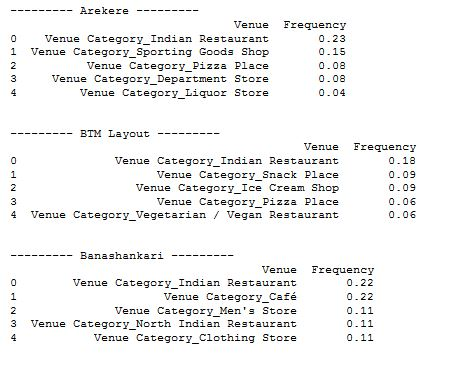 --------- Arekere ---------
Venue Frequency
0 Venue Category_Indian Restaurant 0.23
1 Venue Category_Sporting Goods Shop 0.15
2 Venue Category_Pizza Place 0.08
3 Venue Category_Department Store 0.08
4 Venue Category_Liquor Store 0.04
--------- BTM Layout ---------
Venue Frequency
0 Venue Category_Indian Restaurant 0.18
1 Venue Category_Snack Place 0.09
2 Venue Category_Ice Cream Shop 0.09
3 Venue Category_Pizza Place 0.06
4 Venue Category_Vegetarian / Vegan Restaurant 0.06
--------- Banashankari ---------
Venue Frequency
0 Venue Category_Indian Restaurant 0.22
1 Venue Category_Café 0.22
2 Venue Category_Men's Store 0.11
3 Venue Category_North Indian Restaurant 0.11
4 Venue Category_Clothing Store 0.11